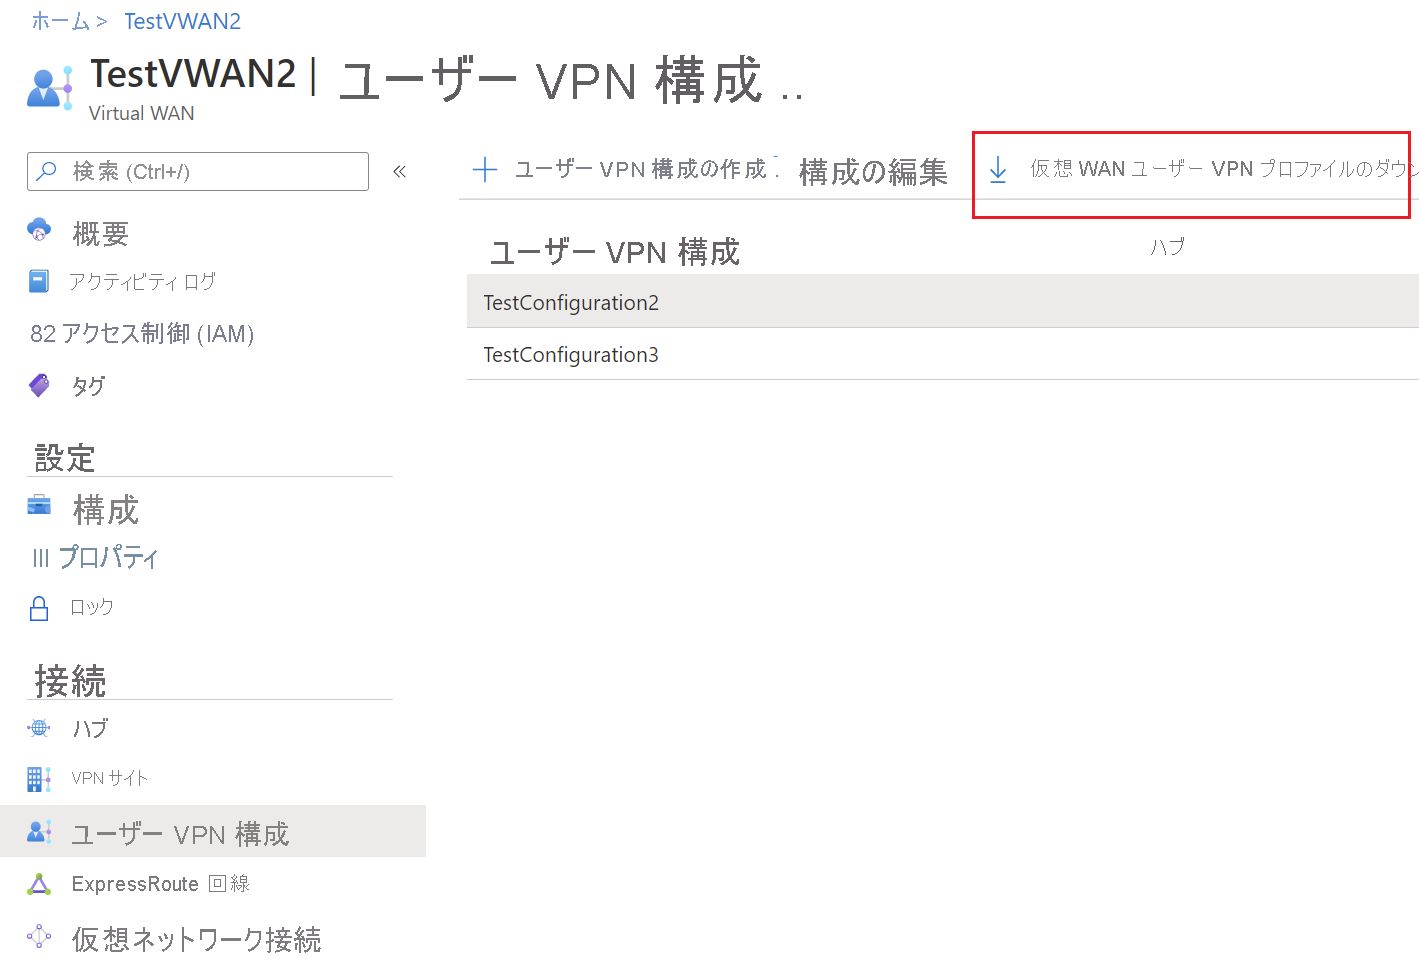 ホーム > TestVWAN2
TestVWAN2 | ユーザー VPN 構成 ..
Virtual WAN
検索 (Ctrl+/)
«
概要
アクティビティ ログ
82 アクセス制御 (IAM)
タグ
設定
構成
III プロパティ
ロック
接続
ハブ
VPN サイト
ユーザー VPN 構成
ExpressRoute 回線
仮想ネットワーク接続
ユーザー VPN 構成の作成 構成の編集 仮想 WAN ユーザー VPN プロファイルのダウン
ユーザー VPN 構成 ハブ
TestConfiguration2
TestConfiguration3